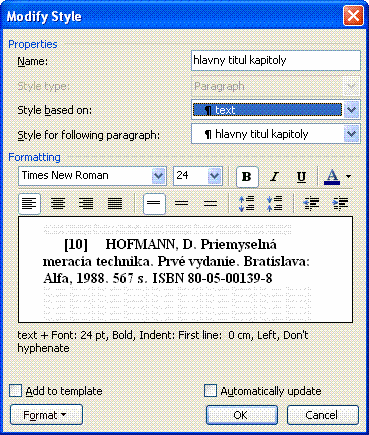 Modify Style
Properties
Name:
hlavny titul kapitoly
Style type:
Paragraph
Style based on:
¶ text
Style for following paragraph:
¶ hlavny titul kapitoly
Formatting
Times New Roman
24
B I U A
[10] HOFMANN, D. Priemyselná
meracia technika. Prvé vydanie. Bratislava:
Alfa, 1988. 567 s. ISBN 80-05-00139-8
text + Font: 24 pt, Bold, Indent: First line: 0 cm, Left, Don't
hyphenate
Add to template
Automatically update
Format
OK
Cancel